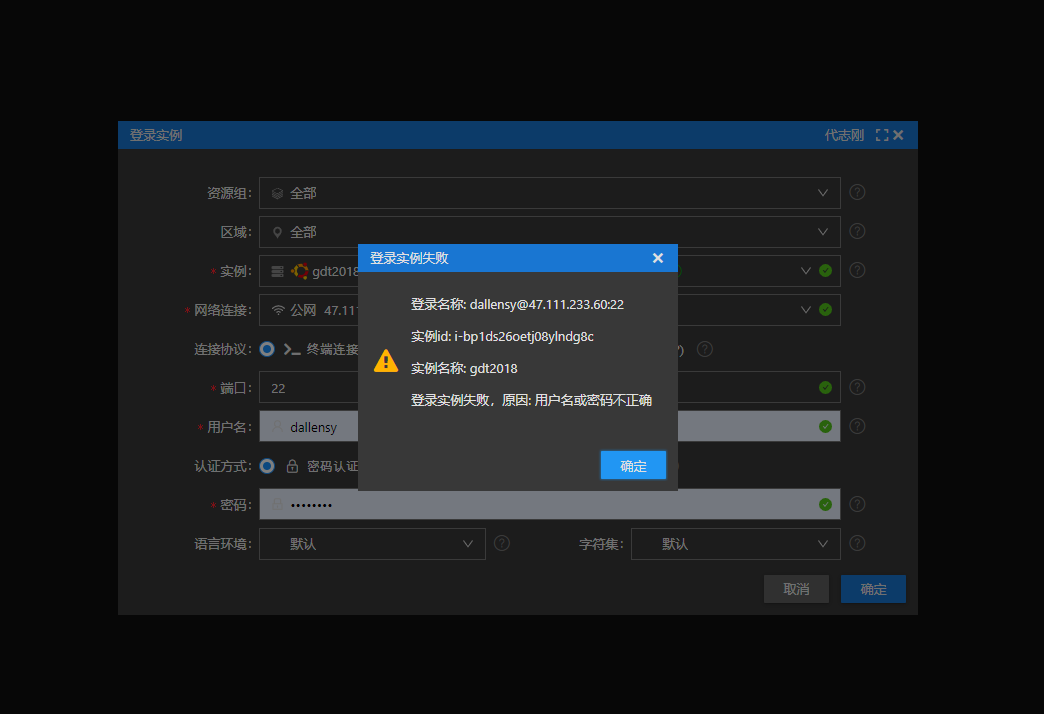 登录实例 代志刚
资源组: 全部
区域: 全部
登录实例失败
* 实例: gdt2018
登录名称: dallensy@47.111.233.60:22
* 网络连接: 公网 47.11
实例id: i-bp1ds26oetj08ylndg8c
连接协议: 终端连接
实例名称: gdt2018
* 端口: 22
登录实例失败，原因: 用户名或密码不正确
* 用户名: dallensy
认证方式: 密码认证
确定
* 密码: ••••••••
语言环境: 默认 字符集: 默认
取消 确定